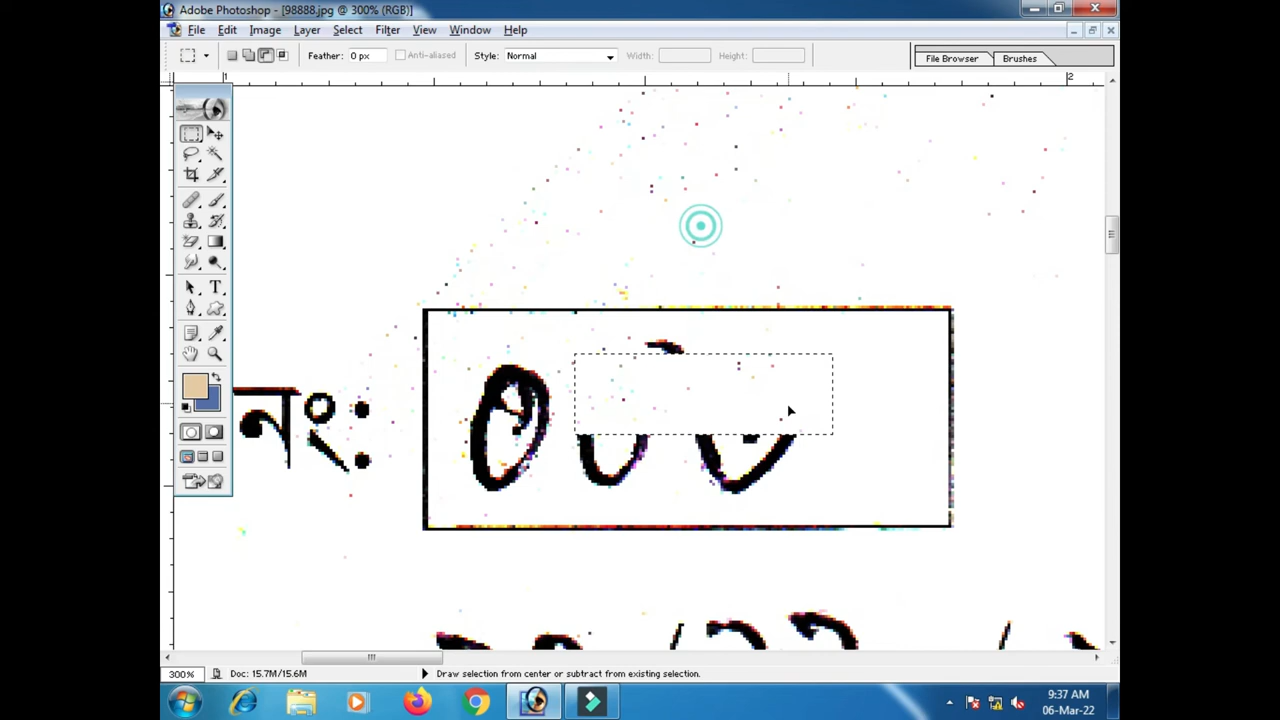 Adobe Photoshop - [98888.jpg @ 300% (RGB)]
File Edit Image Layer Select Filter View Window Help
Feather: 0 px Anti-aliased Style: Normal Width: Height: File Browser Brushes
1 2
নং:
300% Doc: 15.7M/15.6M Draw selection from center or subtract from existing selection.
9:37 AM
06-Mar-22